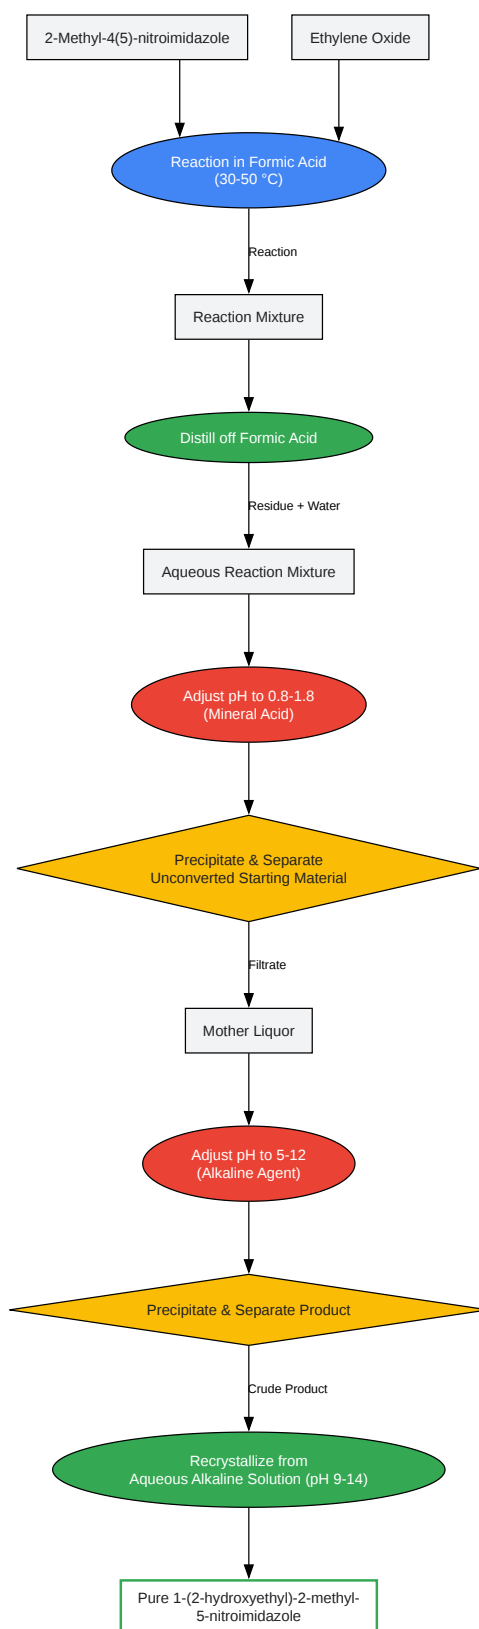 2-Methyl-4(5)-nitroimidazole
Ethylene Oxide
Reaction in Formic Acid
(30-50 °C)
Reaction
Reaction Mixture
Distill off Formic Acid
Residue + Water
Aqueous Reaction Mixture
Adjust pH to 0.8-1.8
(Mineral Acid)
Precipitate & Separate
Unconverted Starting Material
Filtrate
Mother Liquor
Adjust pH to 5-12
(Alkaline Agent)
Precipitate & Separate Product
Crude Product
Recrystallize from
Aqueous Alkaline Solution (pH 9-14)
Pure 1-(2-hydroxyethyl)-2-methyl-
5-nitroimidazole